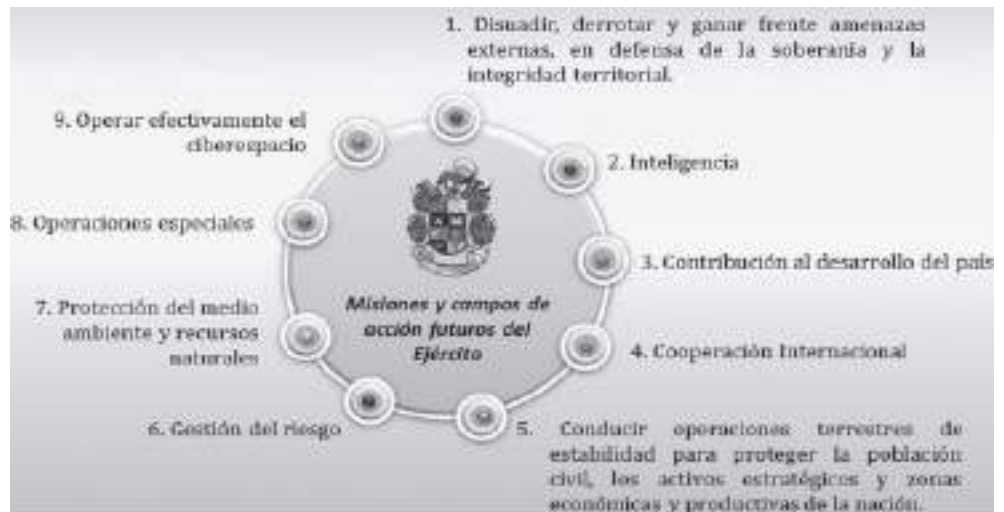 1. Disuadir, derrotar y ganar frente amenazas
externas, en defensa de la soberanía y la
integridad territorial.
2. Inteligencia
3. Contribución al desarrollo del país
4. Cooperación Internacional
5. Conducir operaciones terrestres de
estabilidad para proteger la población
civil, los activos estratégicos y zonas
económicas y productivas de la nación.
6. Gestión del riesgo
7. Protección del medio
ambiente y recursos
naturales
8. Operaciones especiales
9. Operar efectivamente el
ciberespacio
Misiones y campos de
acción futuros del
Ejército